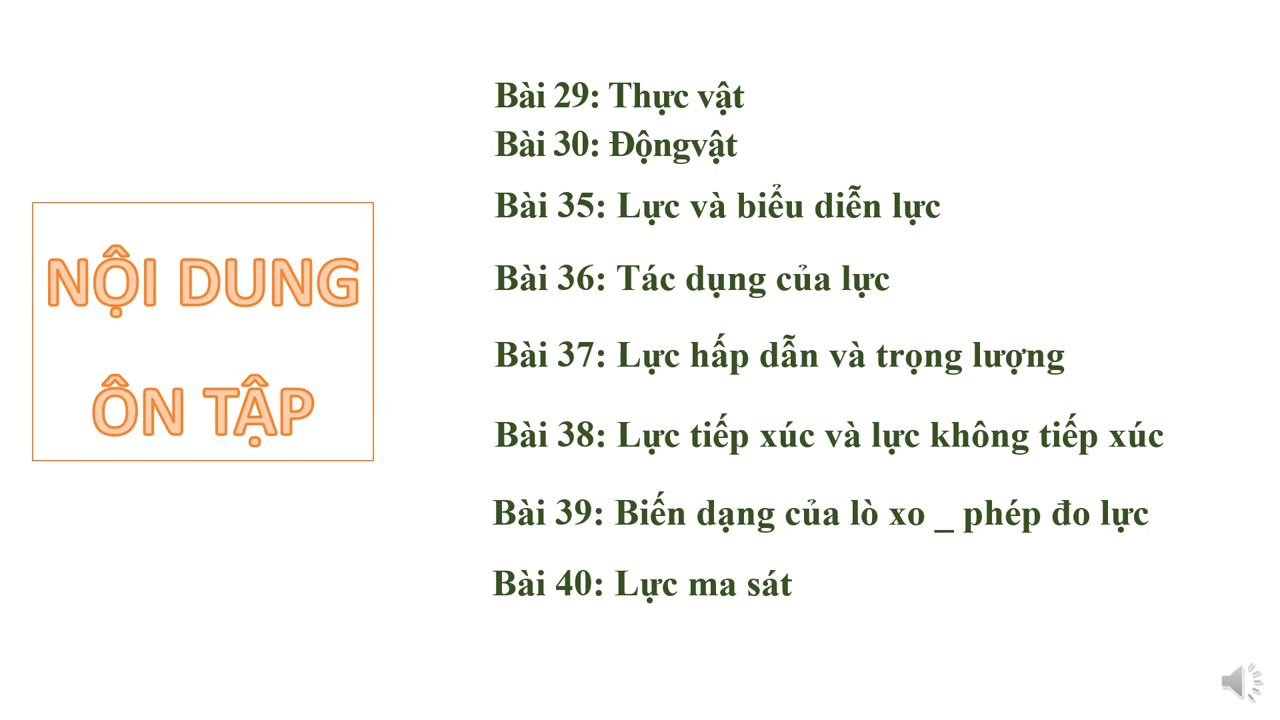 NỘI DUNG
ÔN TẬP
Bài 29: Thực vật
Bài 30: Độngvật
Bài 35: Lực và biểu diễn lực
Bài 36: Tác dụng của lực
Bài 37: Lực hấp dẫn và trọng lượng
Bài 38: Lực tiếp xúc và lực không tiếp xúc
Bài 39: Biến dạng của lò xo _ phép đo lực
Bài 40: Lực ma sát